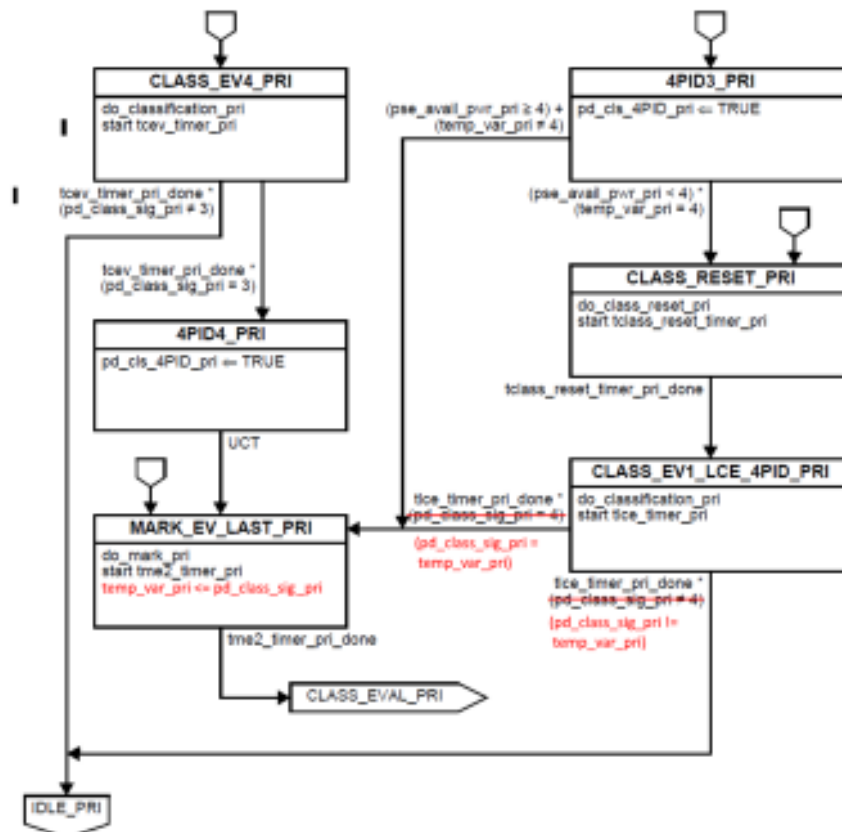 CLASS_EV4_PRI
do_classification_pri
start tcev_timer_pri
tcev_timer_pri_done *
(pd_class_sig_pri ≠ 3)
tcev_timer_pri_done *
(pd_class_sig_pri = 3)
4PID4_PRI
pd_cls_4PID_pri ⇐ TRUE
UCT
MARK_EV_LAST_PRI
do_mark_pri
start tme2_timer_pri
temp_var_pri <= pd_class_sig_pri
tme2_timer_pri_done
CLASS_EVAL_PRI
IDLE_PRI
4PID3_PRI
pd_cls_4PID_pri ⇐ TRUE
(pse_avail_pwr_pri ≥ 4) +
(temp_var_pri ≠ 4)
(pse_avail_pwr_pri < 4) *
(temp_var_pri = 4)
CLASS_RESET_PRI
do_class_reset_pri
start tclass_reset_timer_pri
tclass_reset_timer_pri_done
CLASS_EV1_LCE_4PID_PRI
do_classification_pri
start tlce_timer_pri
tlce_timer_pri_done *
(pd_class_sig_pri = 4)
(pd_class_sig_pri =
temp_var_pri)
tlce_timer_pri_done *
(pd_class_sig_pri ≠ 4)
(pd_class_sig_pri !=
temp_var_pri)